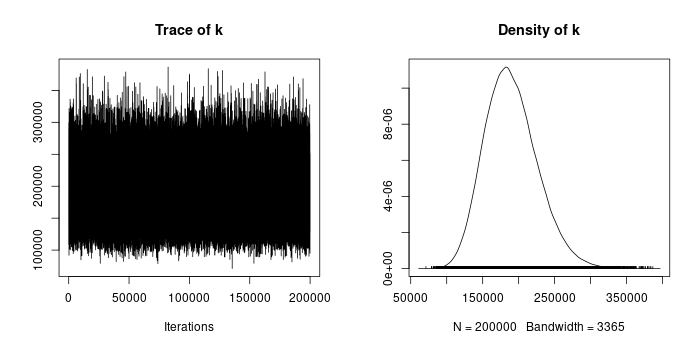 Trace of k
300000
200000
100000
0 50000 100000 150000 200000
Iterations
Density of k
8e-06
4e-06
0e+00
50000 150000 250000 350000
N = 200000 Bandwidth = 3365